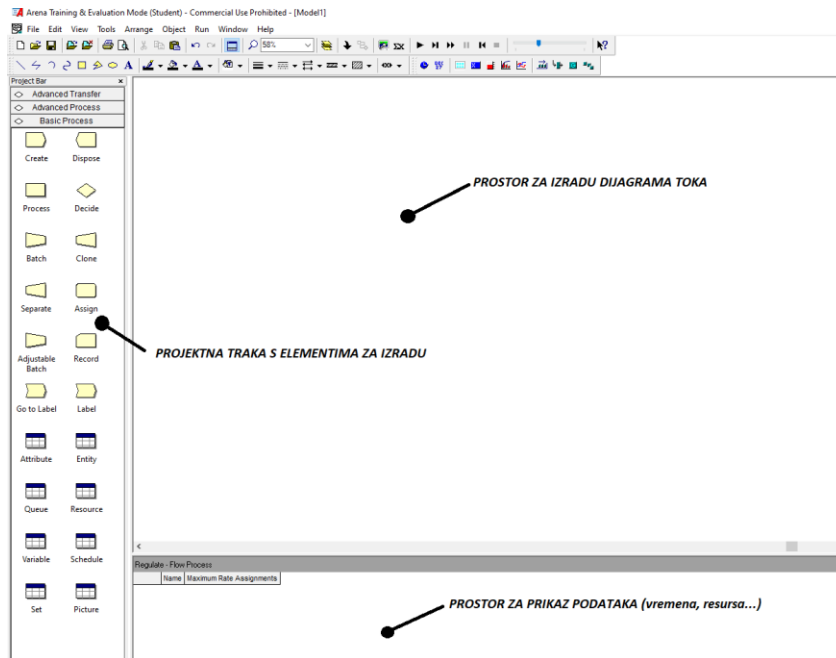 Arena Training & Evaluation Mode (Student) - Commercial Use Prohibited - [Model1]
File Edit View Tools Arrange Object Run Window Help
58%
Project Bar ×
Advanced Transfer
Advanced Process
Basic Process
Create Dispose
Process Decide
Batch Clone
Separate Assign
Adjustable Batch Record
Go to Label Label
Attribute Entity
Queue Resource
Variable Schedule
Set Picture
PROSTOR ZA IZRADU DIJAGRAMA TOKA
PROJEKTNA TRAKA S ELEMENTIMA ZA IZRADU
Regulate - Flow Process
Name Maximum Rate Assignments
PROSTOR ZA PRIKAZ PODATAKA (vremena, resursa...)